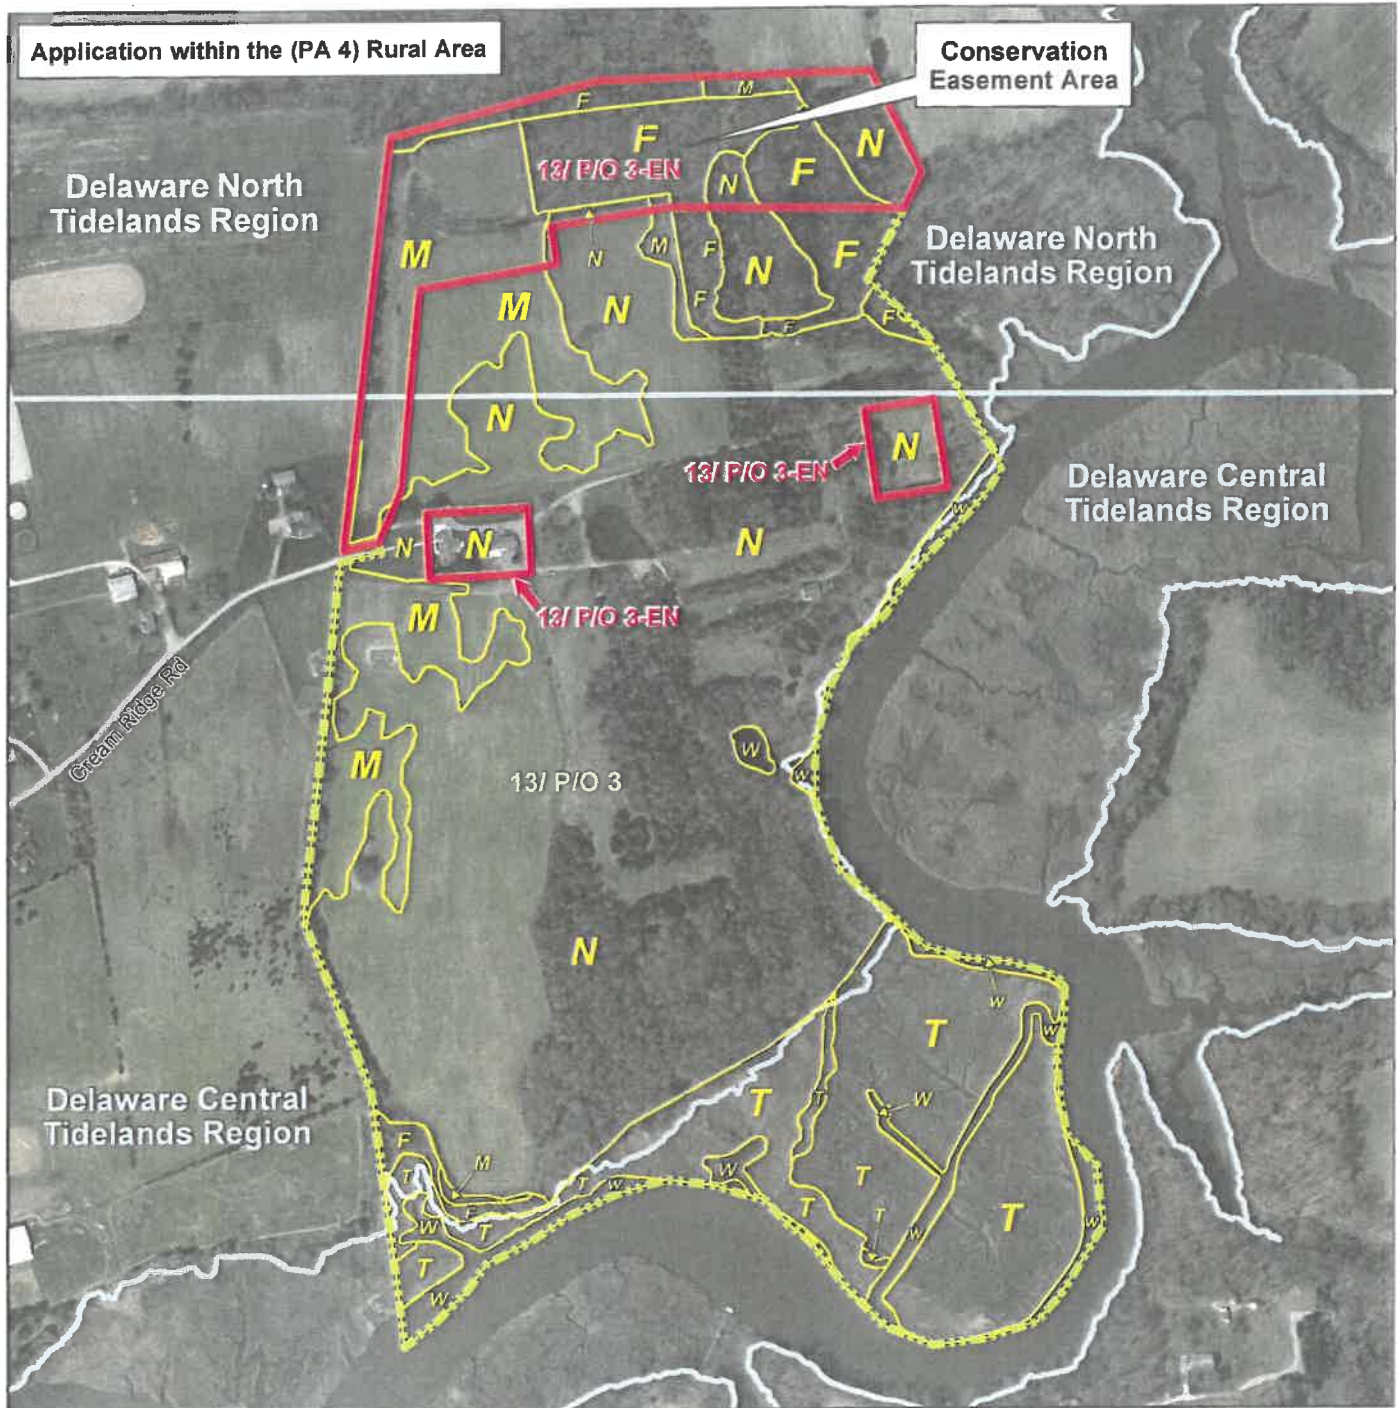 Application within the (PA 4) Rural Area
Conservation
Easement Area
F
M
F
N
13/ P/O 3-EN
F
N
Delaware North
Tidelands Region
M
N
M
F
N
F
Delaware North
Tidelands Region
M
N
F
F
F
N
N
13/ P/O 3-EN
Delaware Central
Tidelands Region
W
N
N
N
13/ P/O 3-EN
M
Cream Ridge Rd
W
W
M
13/ P/O 3
N
W
T
W
Delaware Central
Tidelands Region
T
T
W
F
M
T
T
W
W
T
F
T
T
T
T
W
T
W
W
T
W